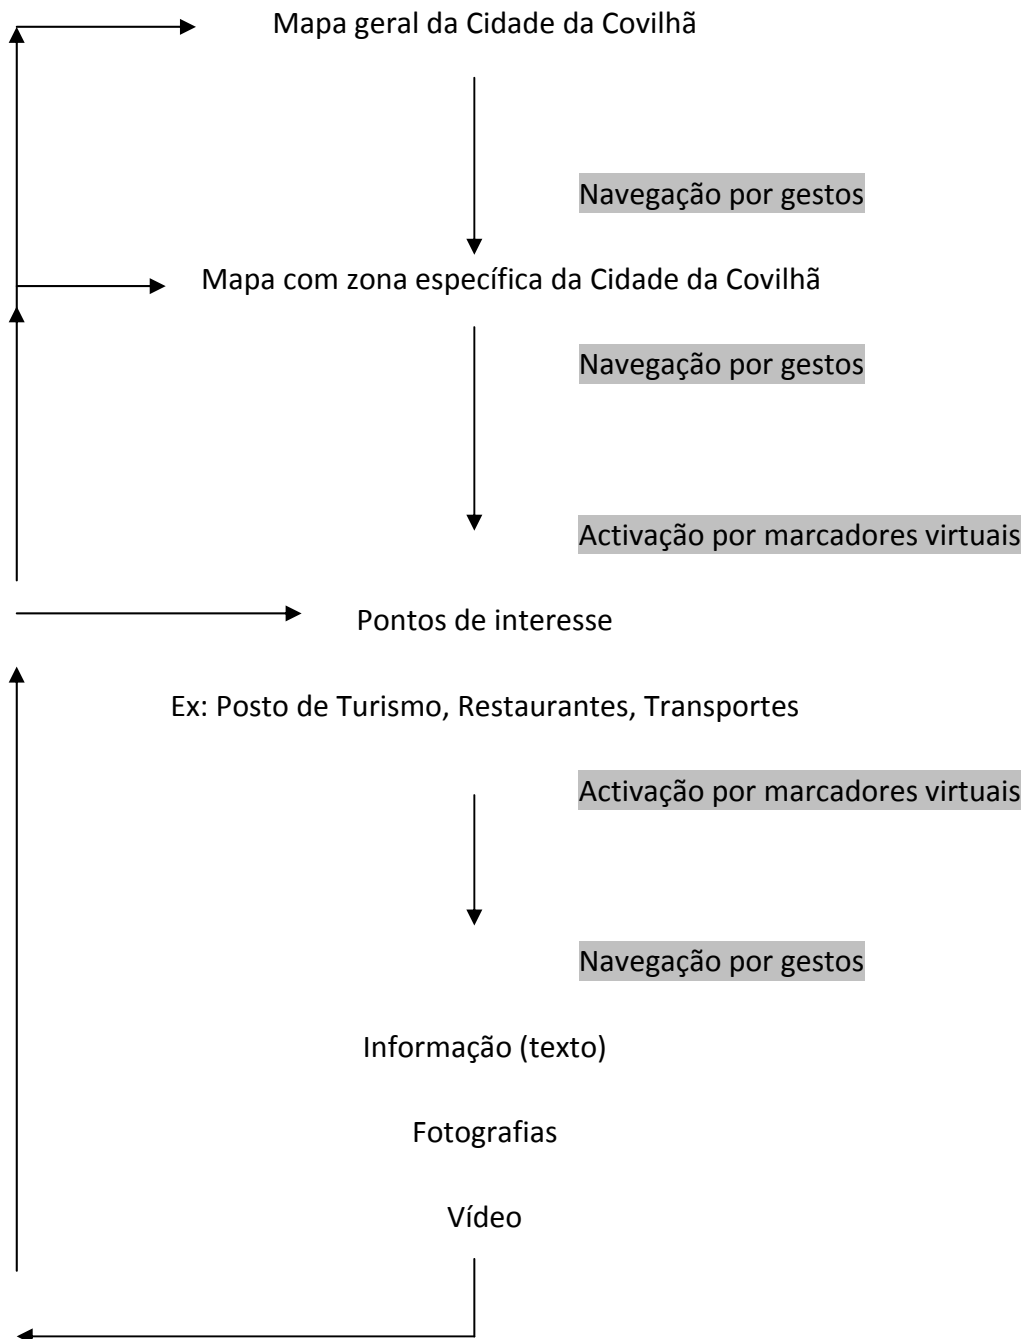 Mapa geral da Cidade da Covilhã
Navegação por gestos
Mapa com zona específica da Cidade da Covilhã
Navegação por gestos
Activação por marcadores virtuais
Pontos de interesse
Ex: Posto de Turismo, Restaurantes, Transportes
Activação por marcadores virtuais
Navegação por gestos
Informação (texto)
Fotografias
Vídeo